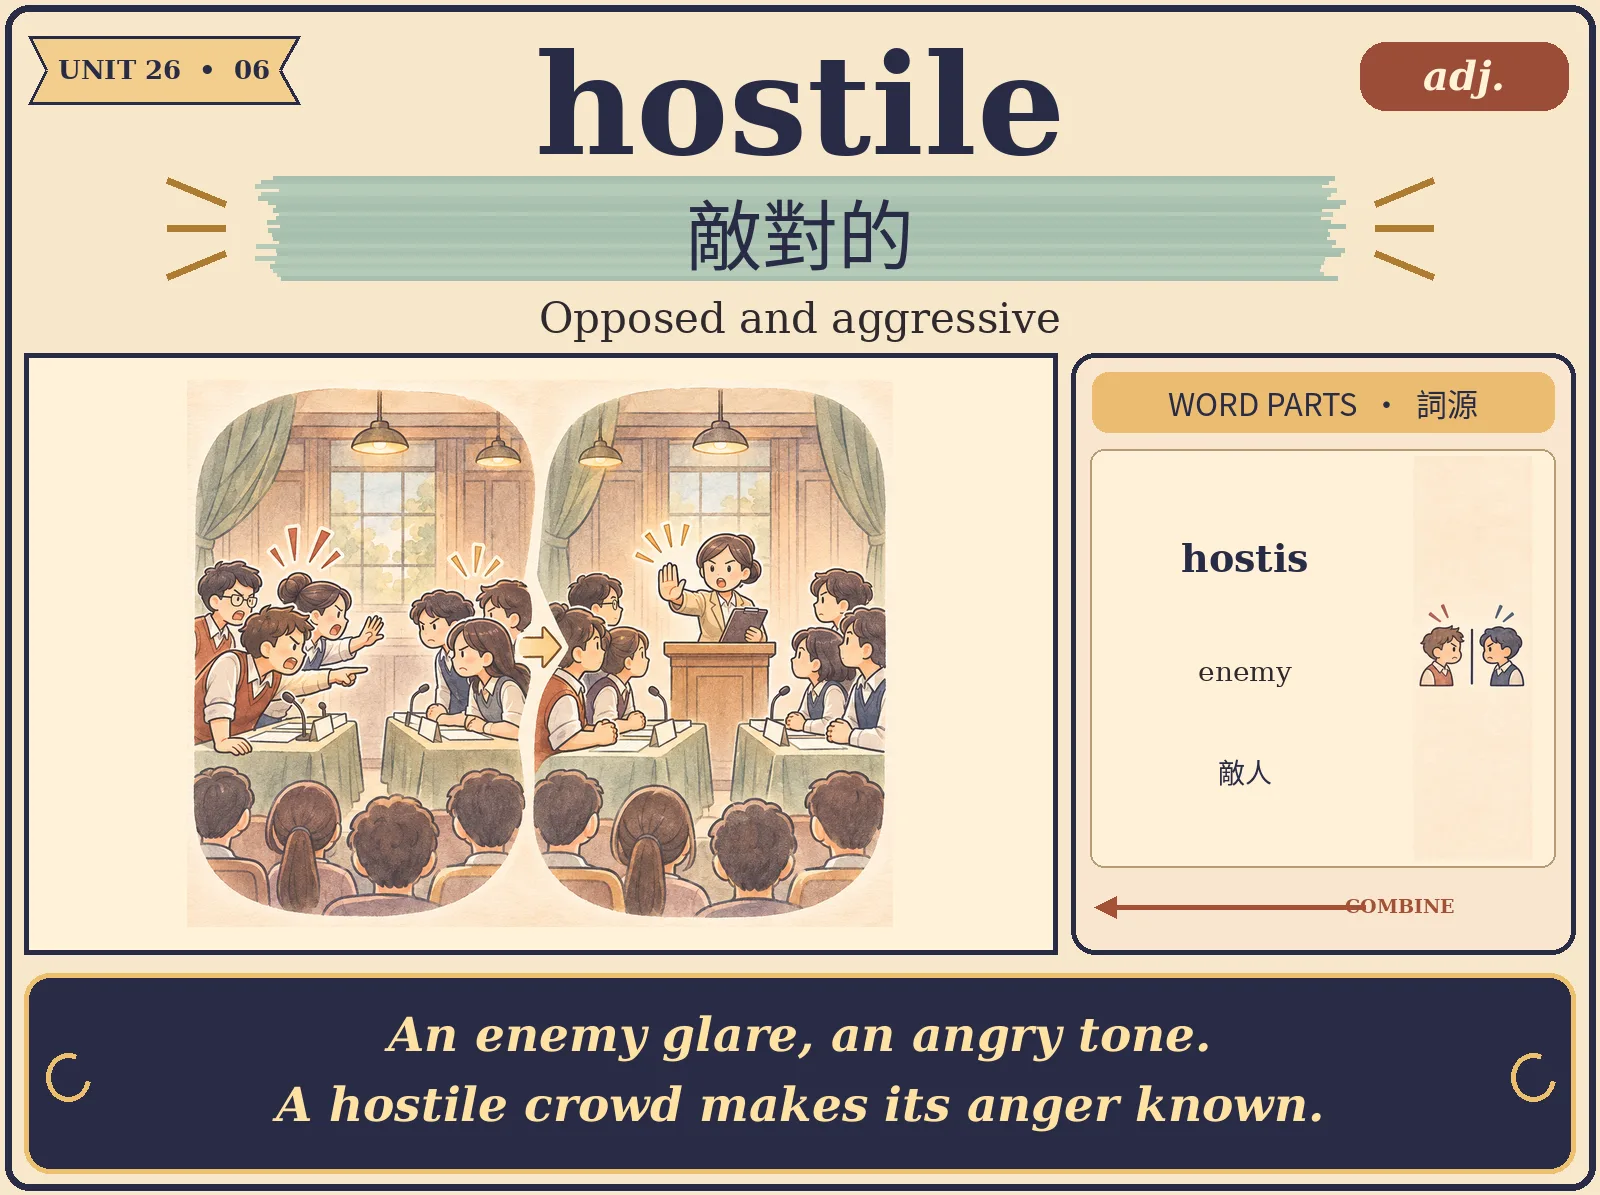 UNIT 26 • 06
hostile
adj.
敵對的
Opposed and aggressive
WORD PARTS • 詞源
hostis
enemy
敵人
COMBINE
An enemy glare, an angry tone.
A hostile crowd makes its anger known.